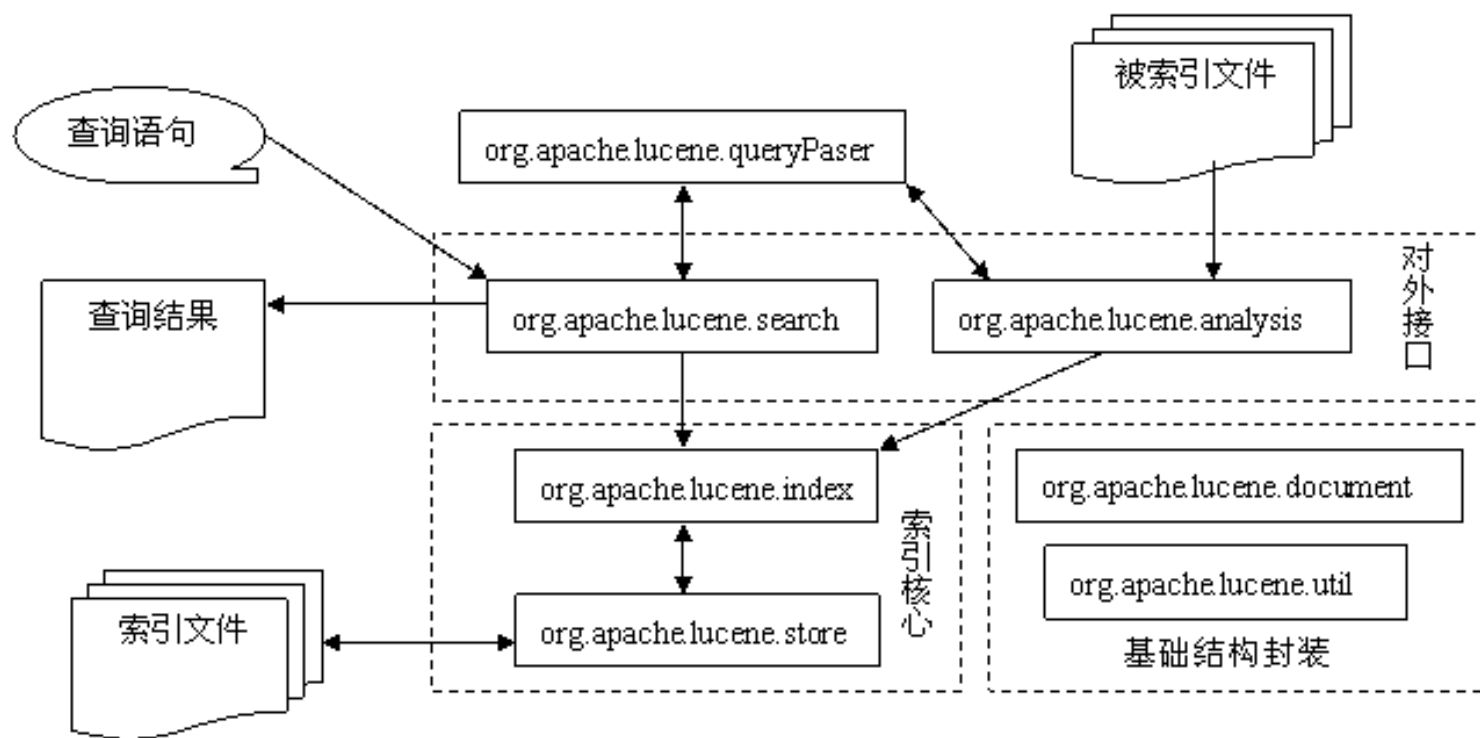 被索引文件
查询语句
org.apache.lucene.queryPaser
对外接口
查询结果
org.apache.lucene.search
org.apache.lucene.analysis
org.apache.lucene.index
org.apache.lucene.document
索引核心
org.apache.lucene.util
索引文件
org.apache.lucene.store
基础结构封装